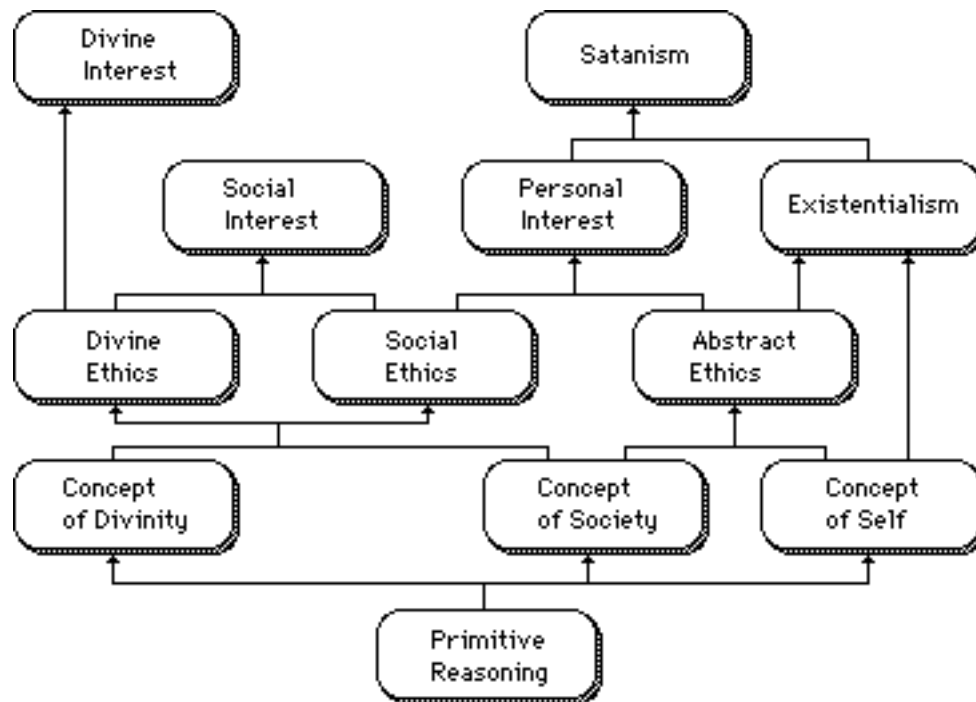 Divine
Interest
Satanism
Social
Interest
Personal
Interest
Existentialism
Divine
Ethics
Social
Ethics
Abstract
Ethics
Concept
of Divinity
Concept
of Society
Concept
of Self
Primitive
Reasoning